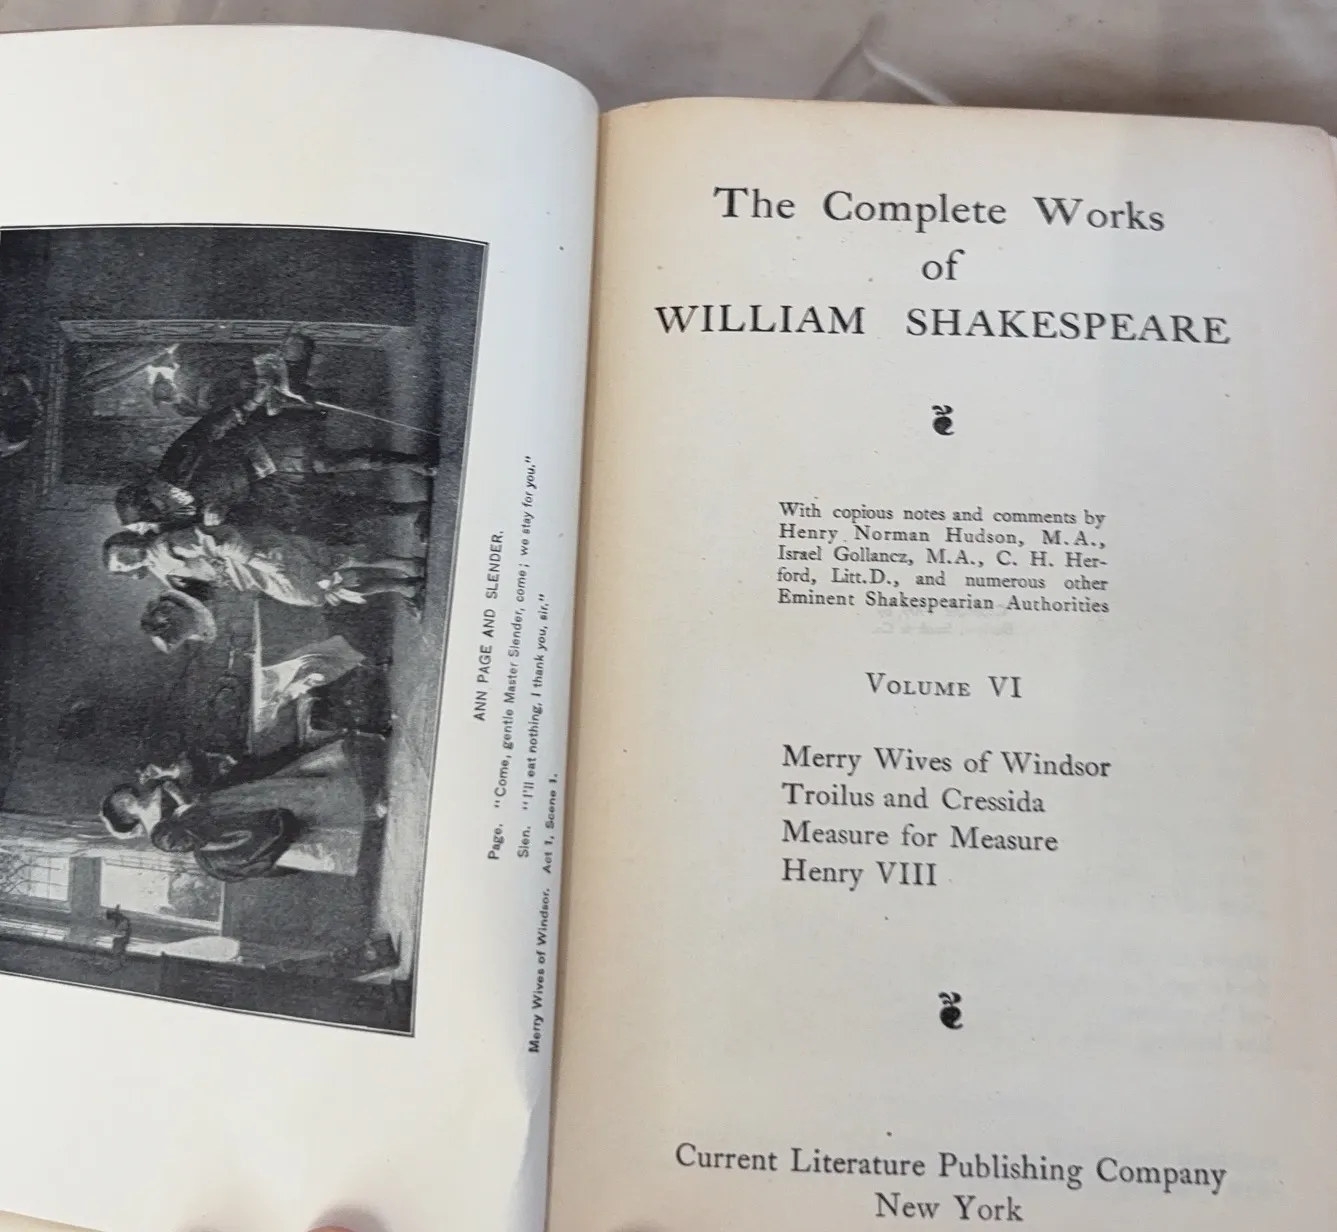 ANN PAGE AND SLENDER.
Page. "Come, gentle Master Slender, come; we stay for you."
Slen. "I'll eat nothing, I thank you, sir."
Merry Wives of Windsor. Act 1, Scene 1.
The Complete Works
of
WILLIAM SHAKESPEARE
With copious notes and comments by
Henry Norman Hudson, M.A.,
Israel Gollancz, M.A., C. H. Her-
ford, Litt.D., and numerous other
Eminent Shakespearian Authorities
VOLUME VI
Merry Wives of Windsor
Troilus and Cressida
Measure for Measure
Henry VIII
Current Literature Publishing Company
New York